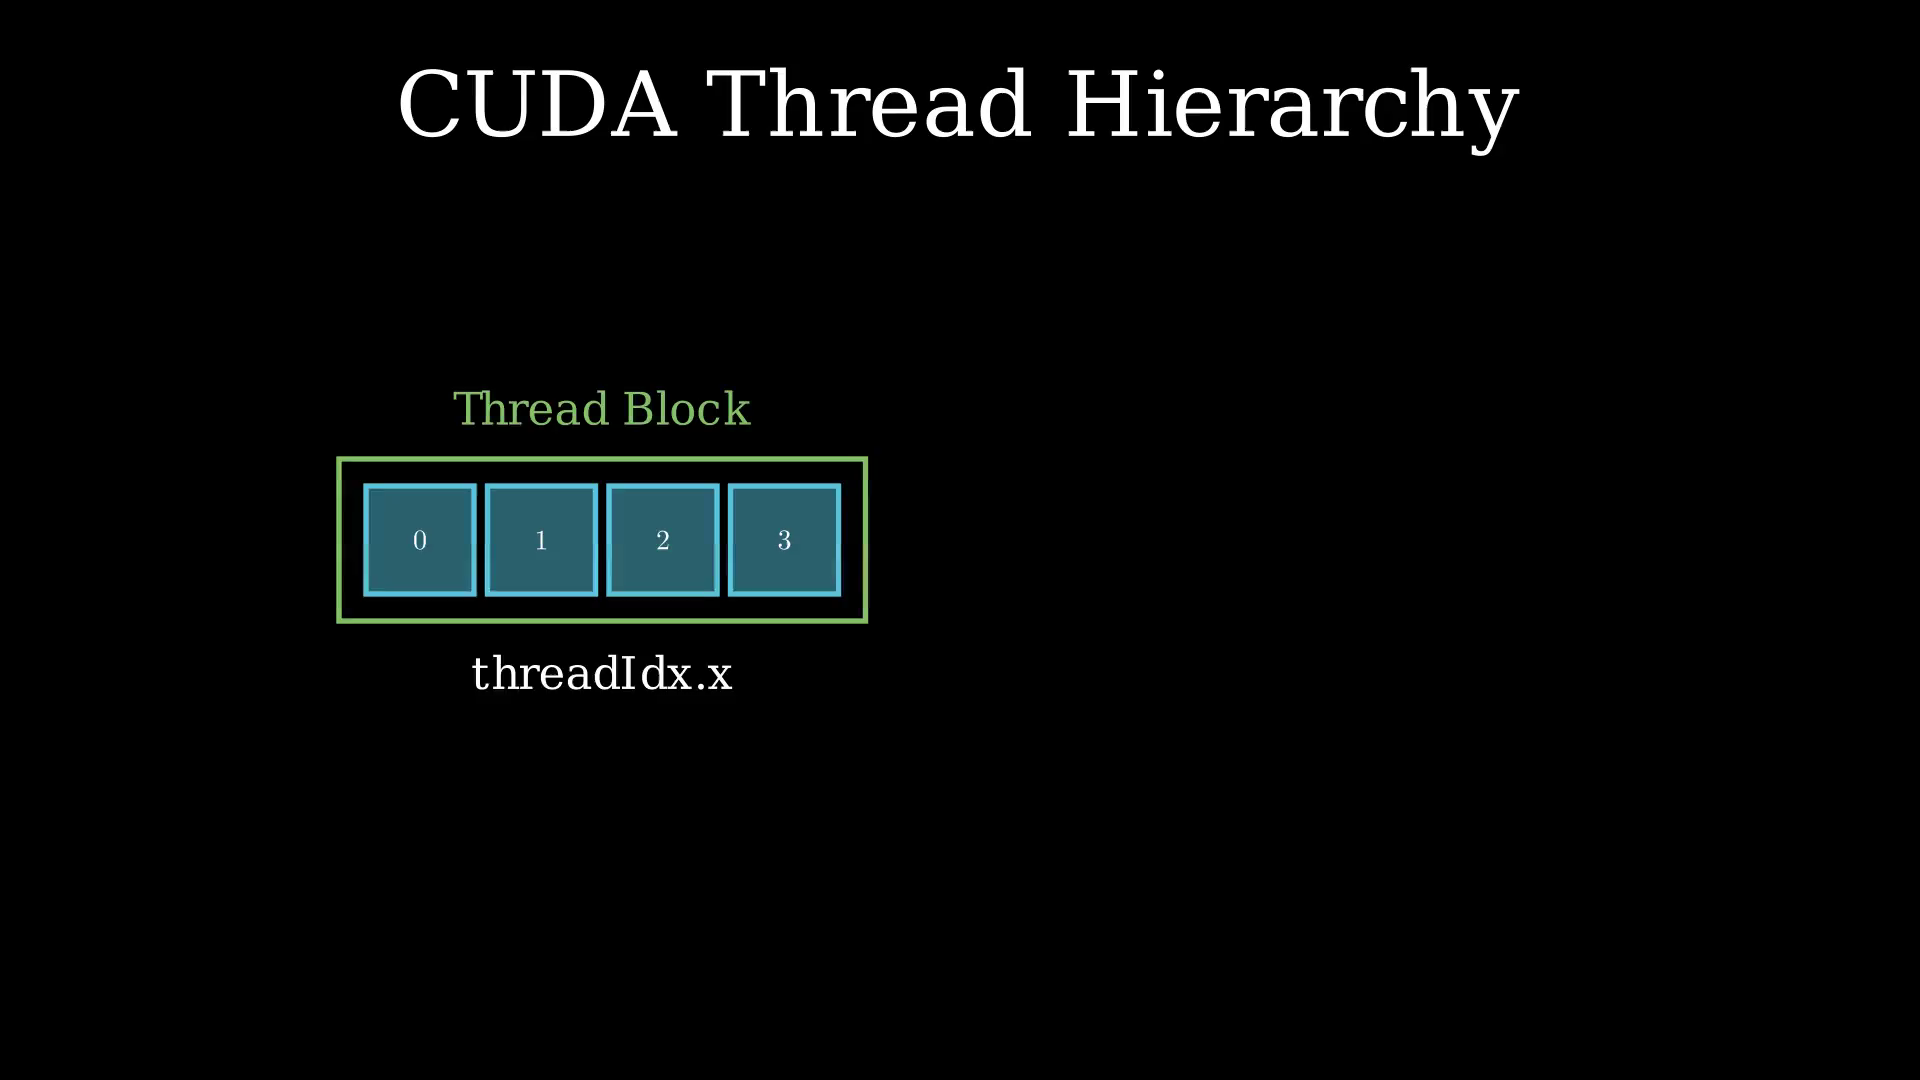 CUDA Thread Hierarchy
Thread Block
0 1 2 3
threadIdx.x